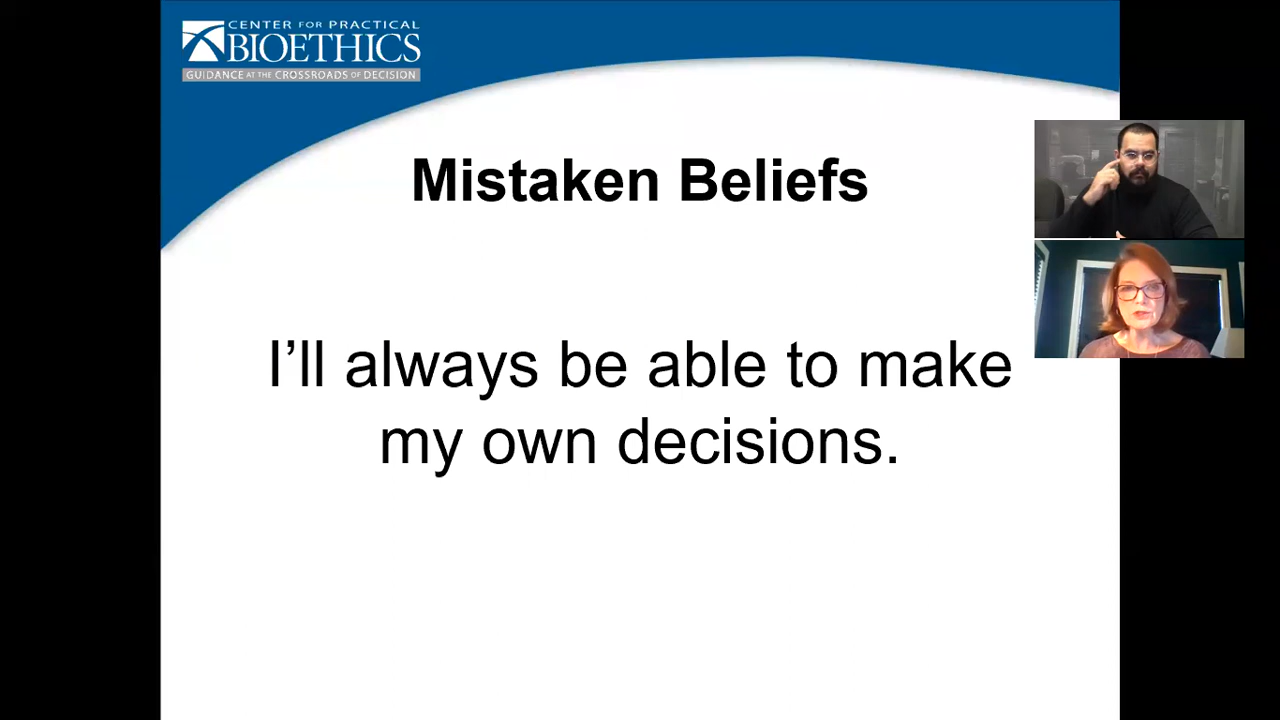 CENTER FOR PRACTICAL
BIOETHICS
GUIDANCE AT THE CROSSROADS OF DECISION
Mistaken Beliefs
I’ll always be able to make
my own decisions.